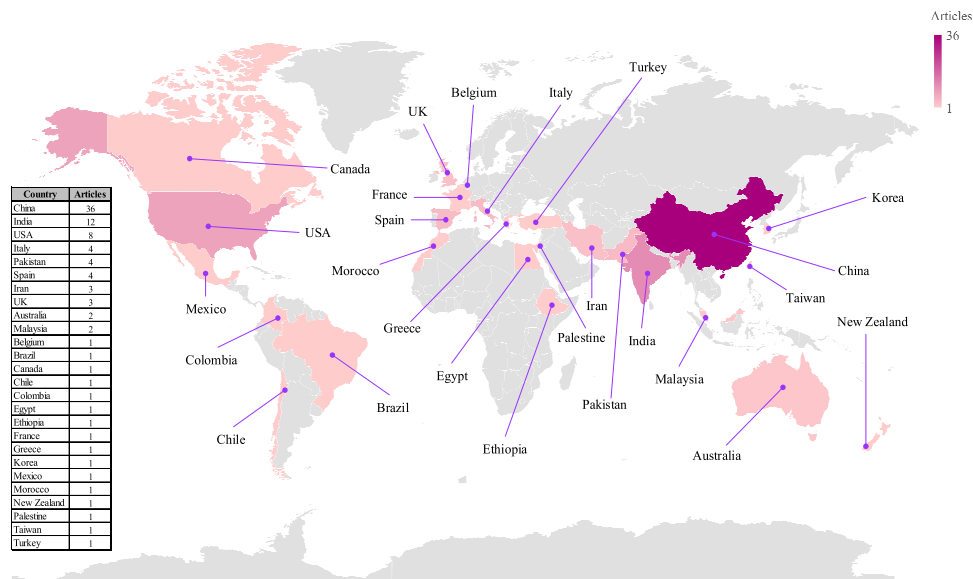 Articles
36
1
Turkey
Belgium
Italy
UK
Canada
France
Korea
Spain
USA
Morocco
China
Taiwan
Mexico
Iran
New Zealand
Greece
Palestine
India
Colombia
Egypt
Malaysia
Pakistan
Brazil
Chile
Ethiopia
Australia
Country Articles
China 36
India 12
USA 8
Italy 4
Pakistan 4
Spain 4
Iran 3
UK 3
Australia 2
Malaysia 2
Belgium 1
Brazil 1
Canada 1
Chile 1
Colombia 1
Egypt 1
Ethiopia 1
France 1
Greece 1
Korea 1
Mexico 1
Morocco 1
New Zealand 1
Palestine 1
Taiwan 1
Turkey 1